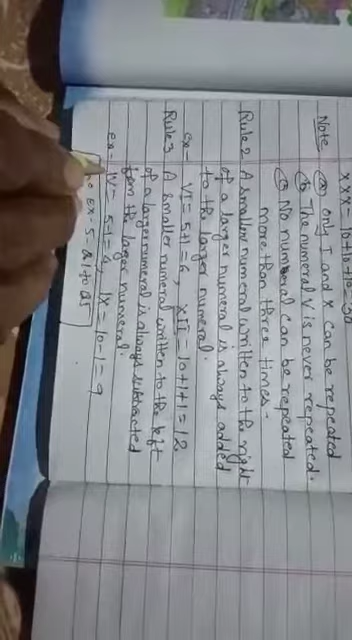 XXX = 10+10+10 = 30
Note (a) only I and X can be repeated
(b) The numeral V is never repeated.
(c) No numeral can be repeated
more than three times.
Rule 2 A smaller numeral written to the right
of a larger numeral is always added
to the larger numeral.
ex- VI = 5+1 = 6, XII = 10+1+1 = 12
Rule 3 A smaller numeral written to the left
of a larger numeral is always subtracted
from the larger numeral.
ex- IV = 5-1 = 4, IX = 10-1 = 9
Ex-5 to 25